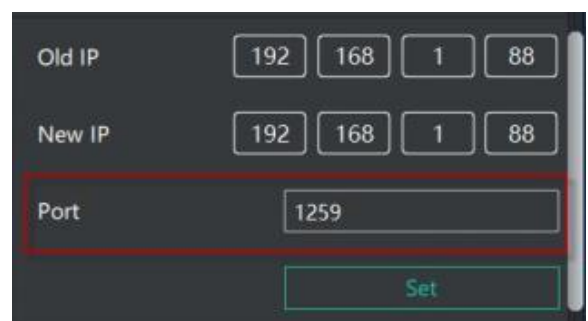 Old IP 192 168 1 88
New IP 192 168 1 88
Port 1259
Set